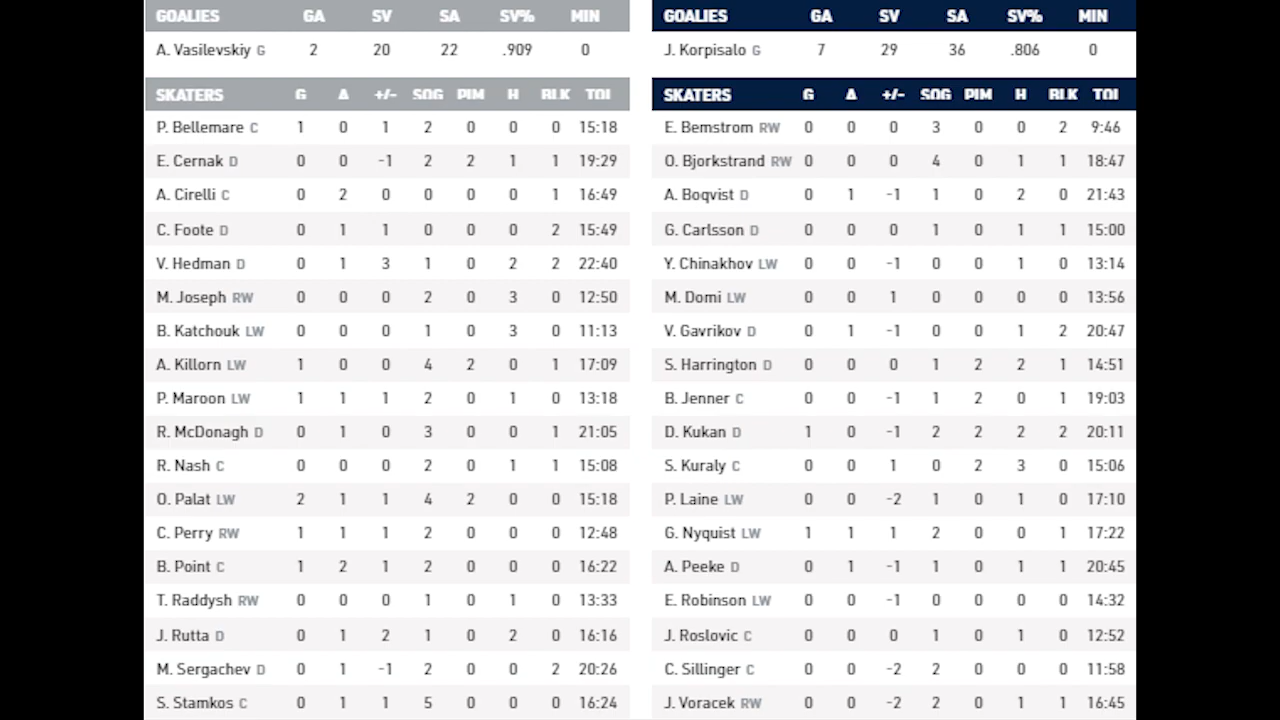 GOALIES GA SV SA SV% MIN
A. Vasilevskiy G 2 20 22 .909 0
SKATERS G A +/- SOG PIM H BLK TOI
P. Bellemare C 1 0 1 2 0 0 0 15:18
E. Cernak D 0 0 -1 2 2 1 1 19:29
A. Cirelli C 0 2 0 0 0 0 1 16:49
C. Foote D 0 1 1 0 0 0 2 15:49
V. Hedman D 0 1 3 1 0 2 2 22:40
M. Joseph RW 0 0 0 2 0 3 0 12:50
B. Katchouk LW 0 0 0 1 0 3 0 11:13
A. Killorn LW 1 0 0 4 2 0 1 17:09
P. Maroon LW 1 1 1 2 0 1 0 13:18
R. McDonagh D 0 1 0 3 0 0 1 21:05
R. Nash C 0 0 0 2 0 1 1 15:08
O. Palat LW 2 1 1 4 2 0 0 15:18
C. Perry RW 1 1 1 2 0 0 0 12:48
B. Point C 1 2 1 2 0 0 0 16:22
T. Raddysh RW 0 0 0 1 0 1 0 13:33
J. Rutta D 0 1 2 1 0 2 0 16:16
M. Sergachev D 0 1 -1 2 0 0 2 20:26
S. Stamkos C 0 1 1 5 0 0 0 16:24
GOALIES GA SV SA SV% MIN
J. Korpisalo G 7 29 36 .806 0
SKATERS G A +/- SOG PIM H BLK TOI
E. Bemstrom RW 0 0 0 3 0 0 2 9:46
O. Bjorkstrand RW 0 0 0 4 0 1 1 18:47
A. Boqvist D 0 1 -1 1 0 2 0 21:43
G. Carlsson D 0 0 0 1 0 1 1 15:00
Y. Chinakhov LW 0 0 -1 0 0 1 0 13:14
M. Domi LW 0 0 1 0 0 0 0 13:56
V. Gavrikov D 0 1 -1 0 0 1 2 20:47
S. Harrington D 0 0 0 1 2 2 1 14:51
B. Jenner C 0 0 -1 1 2 0 1 19:03
D. Kukan D 1 0 -1 2 2 2 2 20:11
S. Kuraly C 0 0 1 0 2 3 0 15:06
P. Laine LW 0 0 -2 1 0 1 0 17:10
G. Nyquist LW 1 1 1 2 0 0 1 17:22
A. Peeke D 0 1 -1 1 0 1 1 20:45
E. Robinson LW 0 0 -1 0 0 0 0 14:32
J. Roslovic C 0 0 0 1 0 1 0 12:52
C. Sillinger C 0 0 -2 2 0 0 0 11:58
J. Voracek RW 0 0 -2 2 0 1 1 16:45